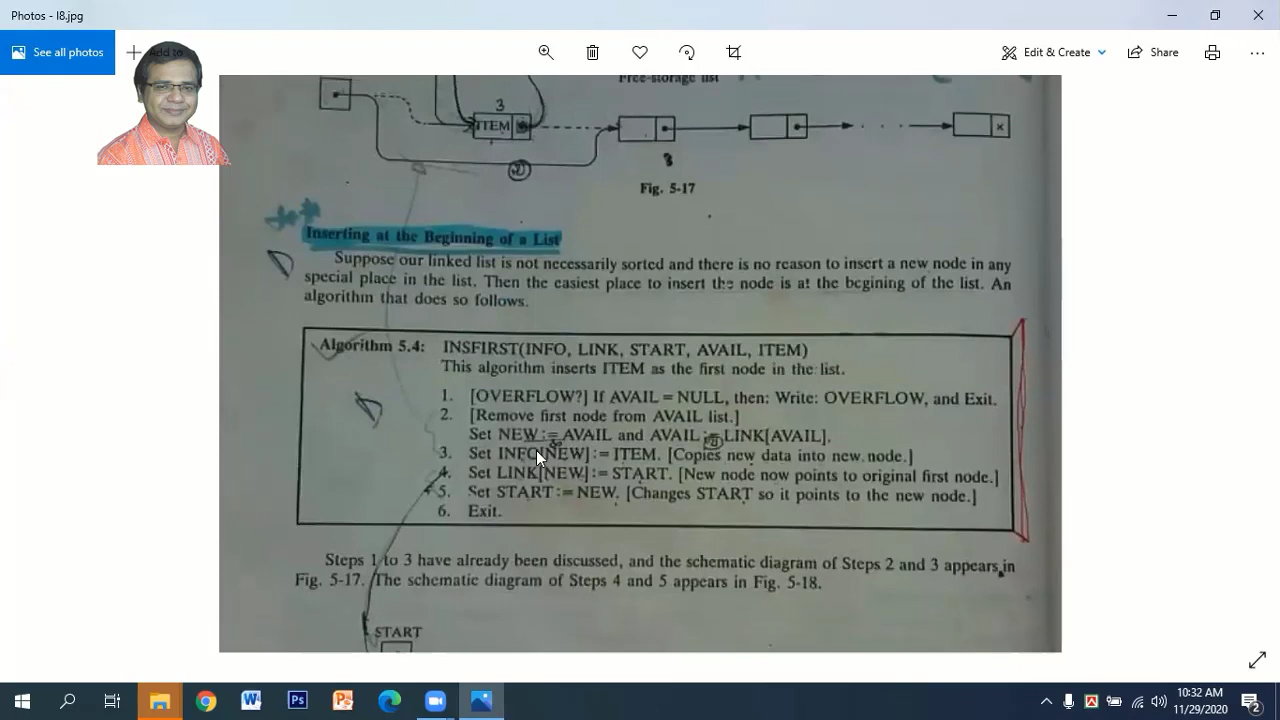 Photos - I8.jpg
See all photos
Add to
Edit & Create
Share
Free-storage list
3
ITEM
Fig. 5-17
Inserting at the Beginning of a List
Suppose our linked list is not necessarily sorted and there is no reason to insert a new node in any
special place in the list. Then the easiest place to insert the node is at the begining of the list. An
algorithm that does so follows.
Algorithm 5.4: INSFIRST(INFO, LINK, START, AVAIL, ITEM)
This algorithm inserts ITEM as the first node in the list.
1. [OVERFLOW?] If AVAIL = NULL, then: Write: OVERFLOW, and Exit.
2. [Remove first node from AVAIL list.]
Set NEW := AVAIL and AVAIL := LINK[AVAIL].
3. Set INFO[NEW] := ITEM. [Copies new data into new node.]
4. Set LINK[NEW] := START. [New node now points to original first node.]
5. Set START := NEW. [Changes START so it points to the new node.]
6. Exit.
Steps 1 to 3 have already been discussed, and the schematic diagram of Steps 2 and 3 appears in
Fig. 5-17. The schematic diagram of Steps 4 and 5 appears in Fig. 5-18.
START
10:32 AM
11/29/2020
2